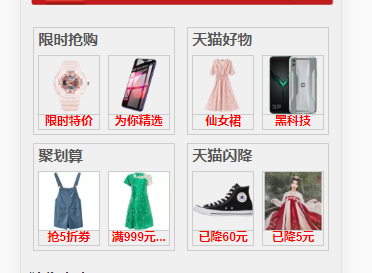 限时抢购
天猫好物
限时特价
为你精选
仙女裙
黑科技
聚划算
天猫闪降
抢5折券
满999元...
已降60元
已降5元